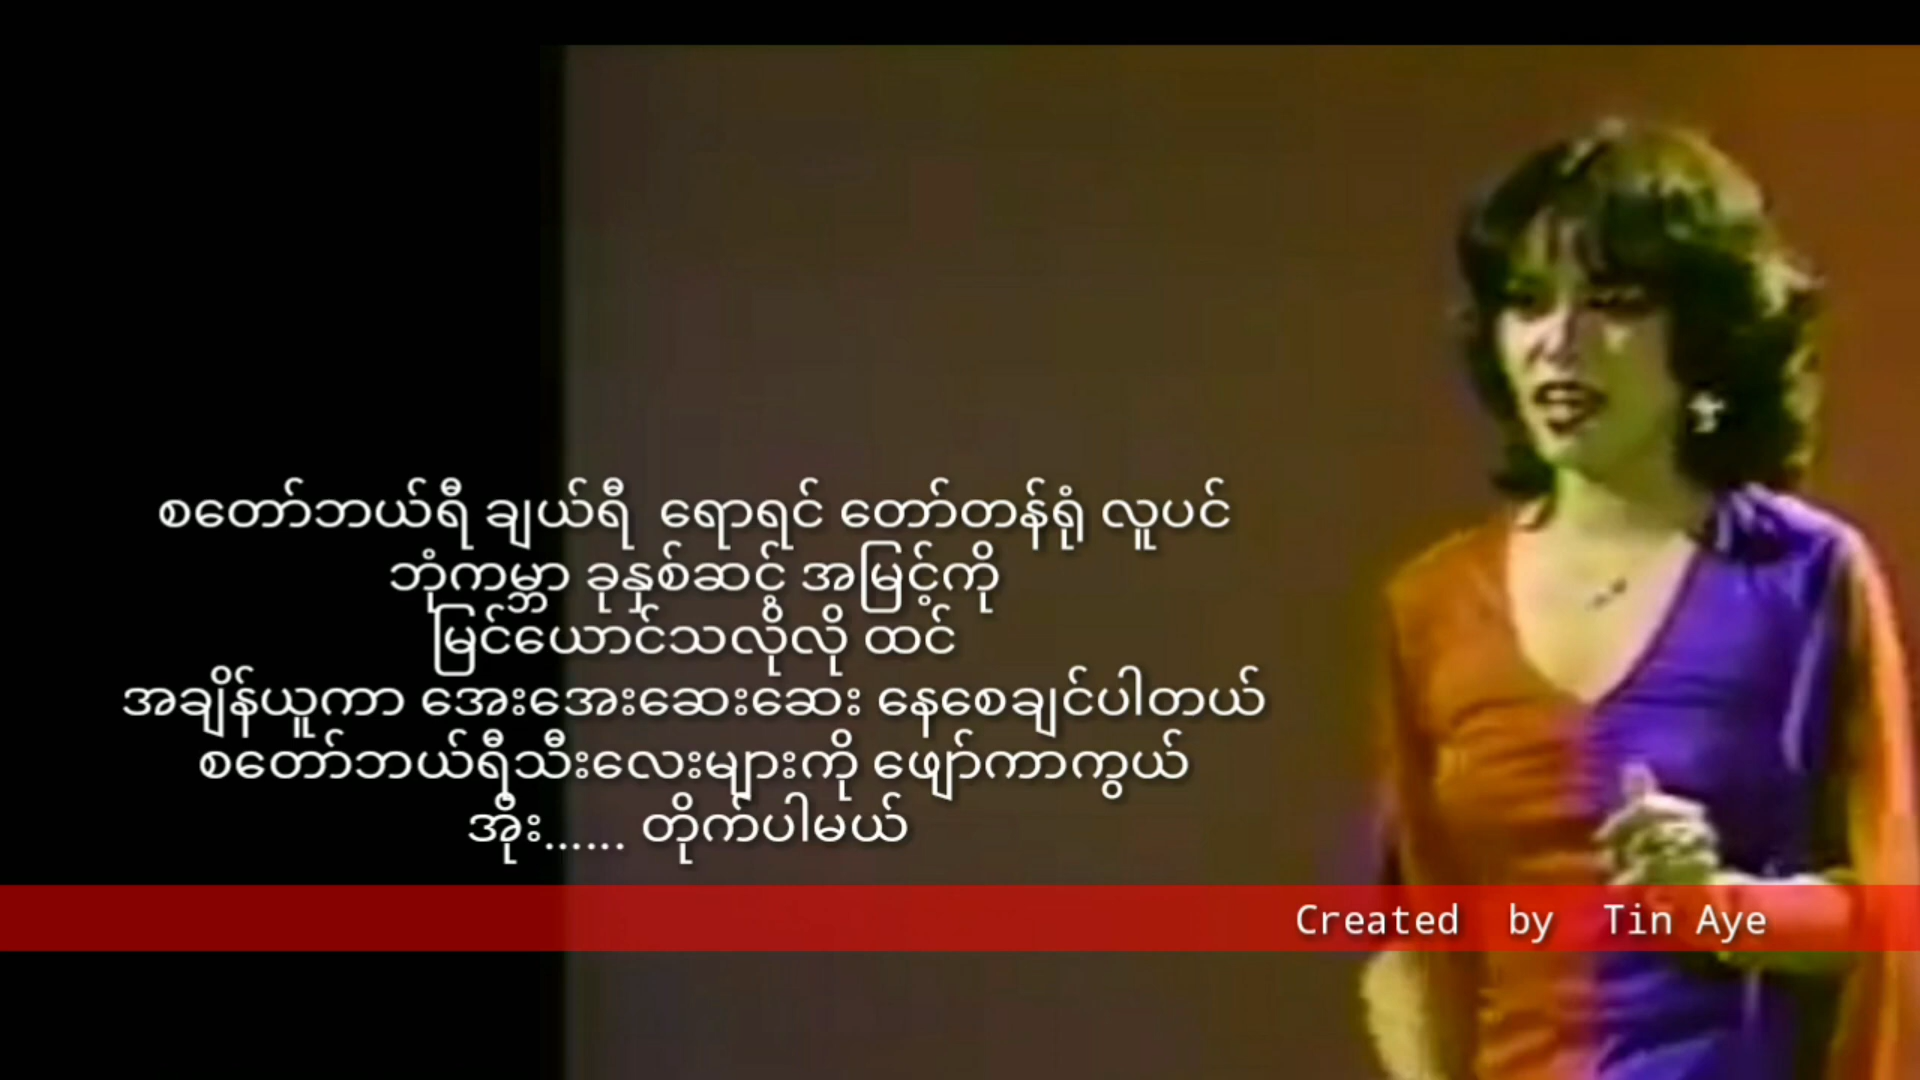 စတော်ဘယ်ရီ ချယ်ရီ ရောရင် တော်တန်ရုံ လူပင်
ဘုံကမ္ဘာ ခုနှစ်ဆင့် အမြင့်ကို
မြင်ယောင်သလိုလို ထင်
အချိန်ယူကာ အေးအေးဆေးဆေး နေစေချင်ပါတယ်
စတော်ဘယ်ရီသီးလေးများကို ဖျော်ကာကွယ်
အိုး...... တိုက်ပါမယ်
Created by Tin Aye